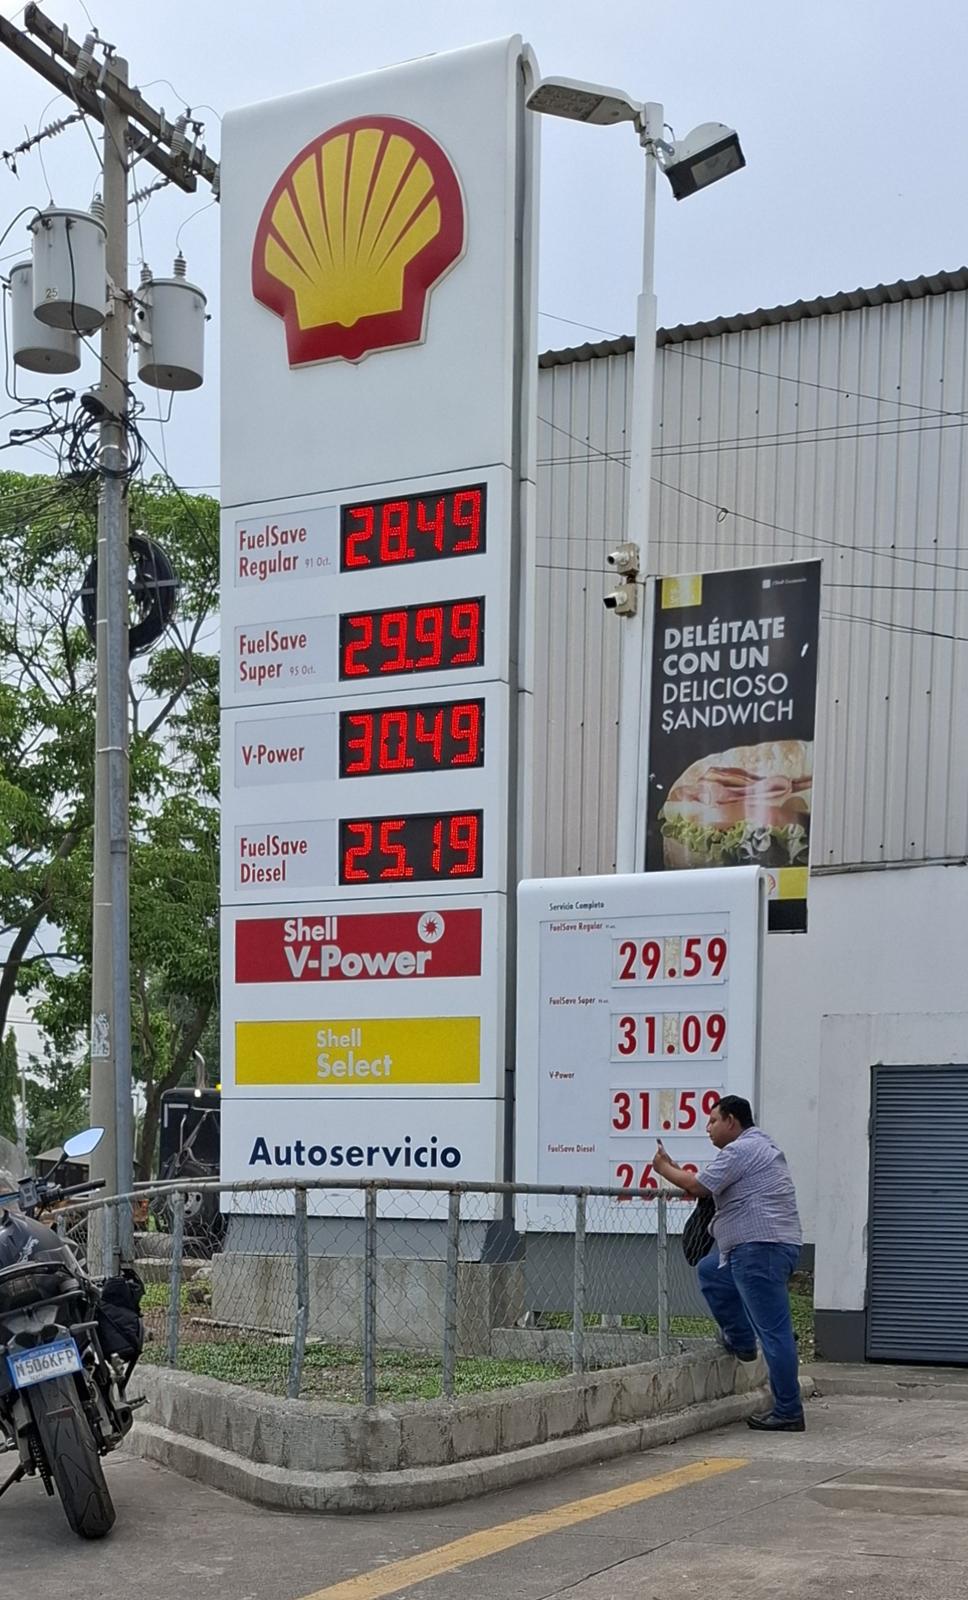 25
FuelSave
Regular 91 Oct.
28.49
FuelSave
Super 95 Oct.
29.99
V-Power
30.49
FuelSave
Diesel
25.19
Shell
V-Power
Shell
Select
Autoservicio
DELÉITATE
CON UN
DELICIOSO
SANDWICH
Servicio Completo
FuelSave Regular
29.59
FuelSave Super
31.09
V-Power
31.59
FuelSave Diesel
26
M506KFP